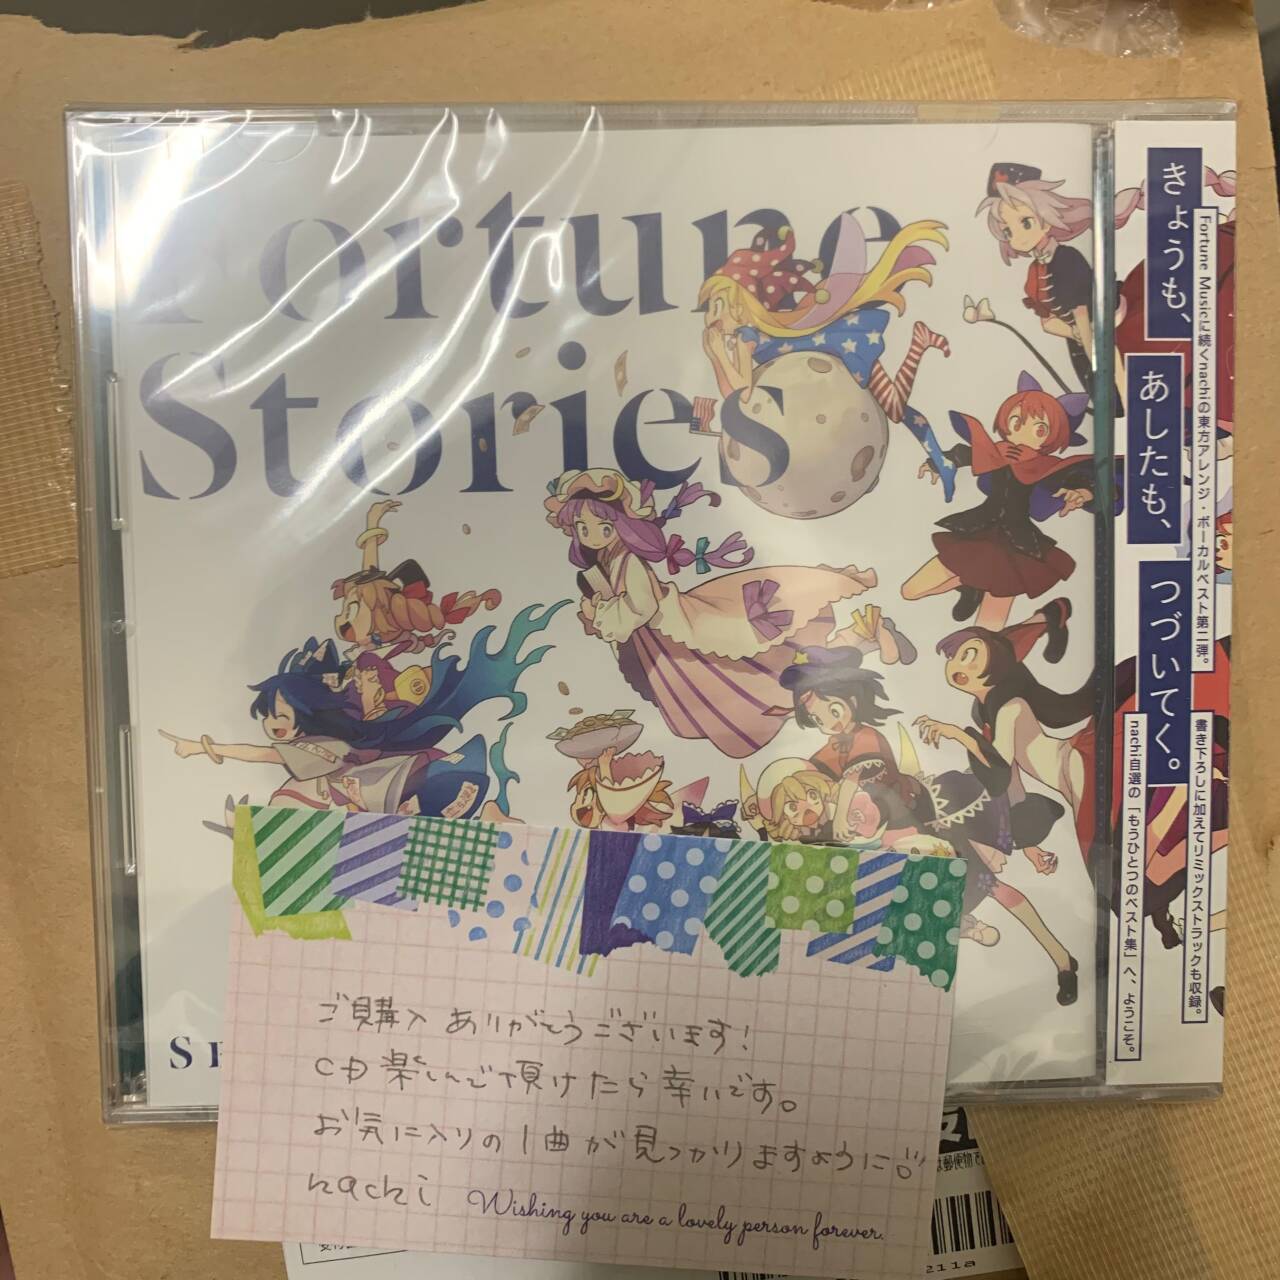 Fortune
Stories
きょうも、
あしたも、
つづいてく。
Fortune Musicに続くnachiの東方アレンジ・ボーカルベスト第二弾。
書き下ろしに加えてリミックストラックも収録。
nachi自選の「もうひとつのベスト集」へ、ようこそ。
ご購入ありがとうございます!
CD楽しんで頂けたら幸いです。
お気に入りの1曲が見つかりますように
nachi
Wishing you are a lovely person forever.
211a